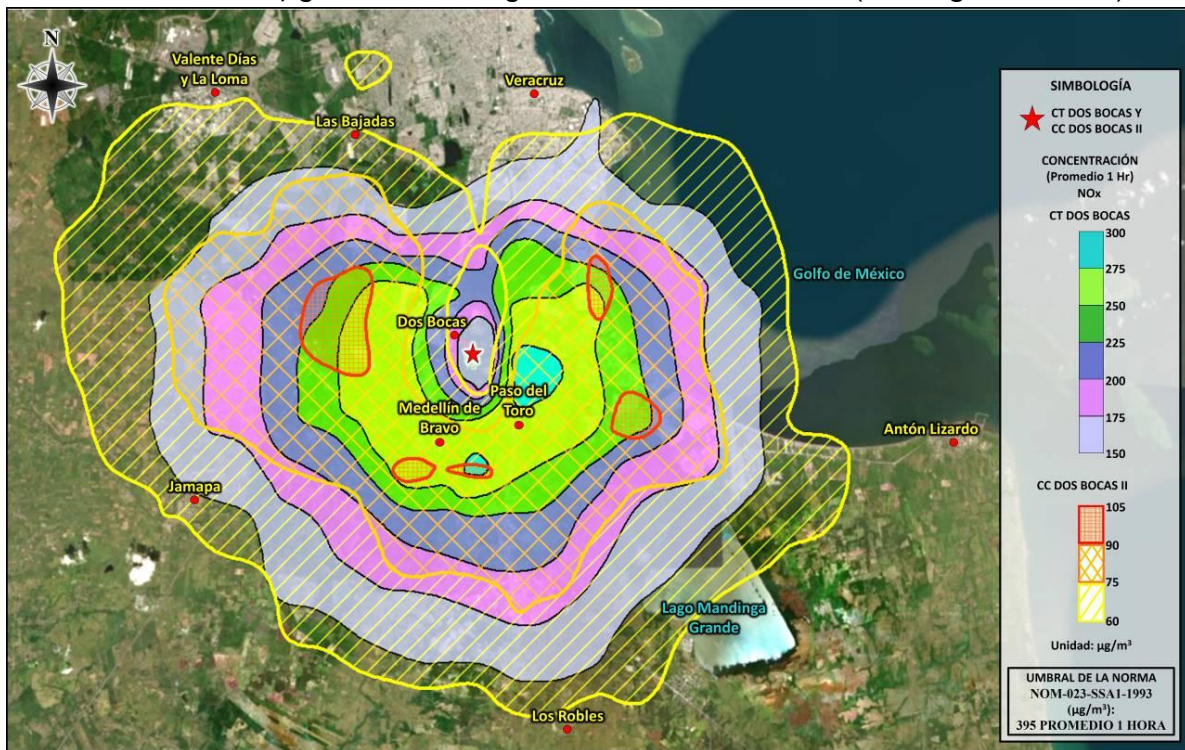 N
Valente Días
y La Loma
Veracruz
Las Bajadas
Golfo de México
Dos Bocas
Paso del
Toro
Medellín de
Bravo
Antón Lizardo
Jamapa
Lago Mandinga
Grande
Los Robles
SIMBOLOGÍA
CT DOS BOCAS Y
CC DOS BOCAS II
CONCENTRACIÓN
(Promedio 1 Hr)
NOx
CT DOS BOCAS
300
275
250
225
200
175
150
CC DOS BOCAS II
105
90
75
60
Unidad: µg/m³
UMBRAL DE LA NORMA
NOM-023-SSA1-1993
(µg/m³):
395 PROMEDIO 1 HORA